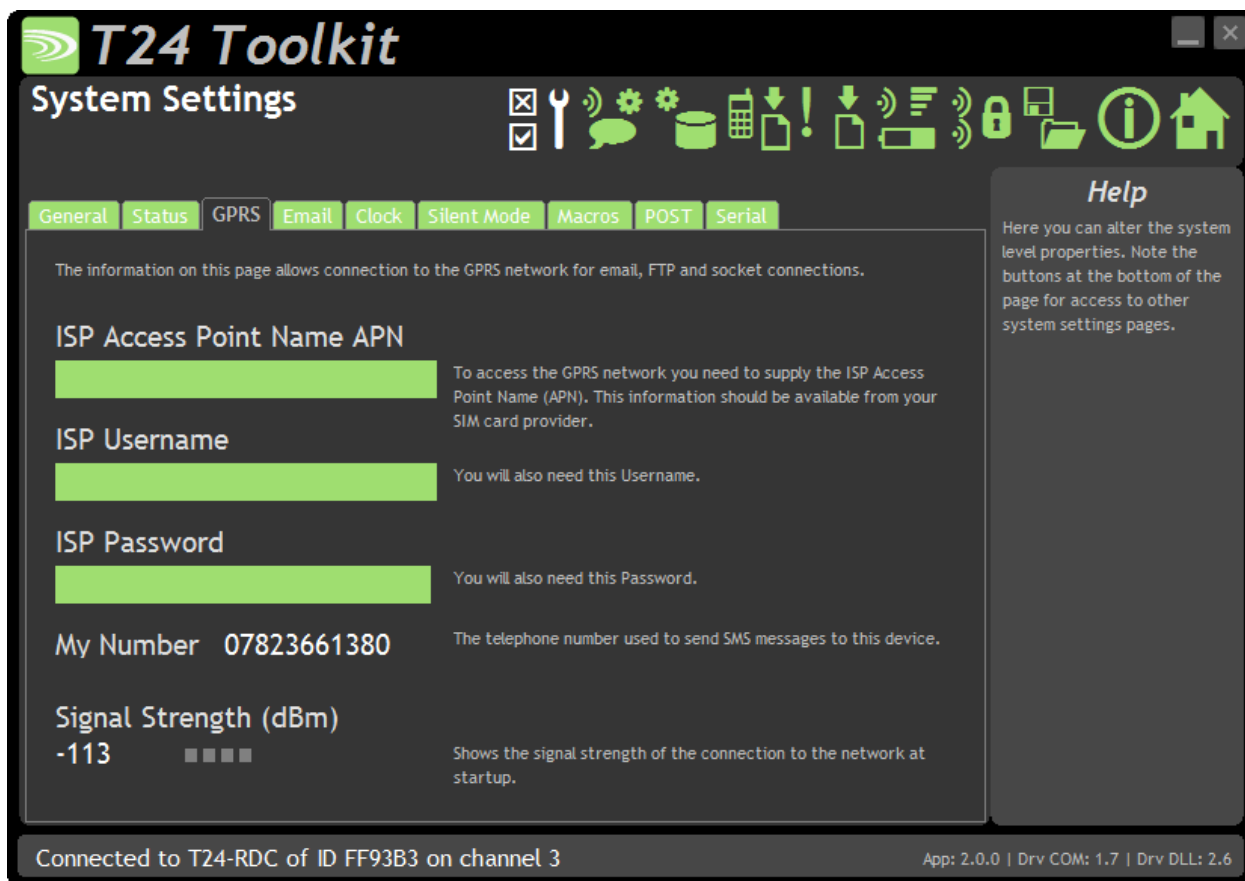 T24 Toolkit
System Settings
General Status GPRS Email Clock Silent Mode Macros POST Serial
The information on this page allows connection to the GPRS network for email, FTP and socket connections.
ISP Access Point Name APN
To access the GPRS network you need to supply the ISP Access
Point Name (APN). This information should be available from your
SIM card provider.
ISP Username
You will also need this Username.
ISP Password
You will also need this Password.
My Number 07823661380
The telephone number used to send SMS messages to this device.
Signal Strength (dBm)
-113
Shows the signal strength of the connection to the network at
startup.
Help
Here you can alter the system
level properties. Note the
buttons at the bottom of the
page for access to other
system settings pages.
Connected to T24-RDC of ID FF93B3 on channel 3
App: 2.0.0 | Drv COM: 1.7 | Drv DLL: 2.6